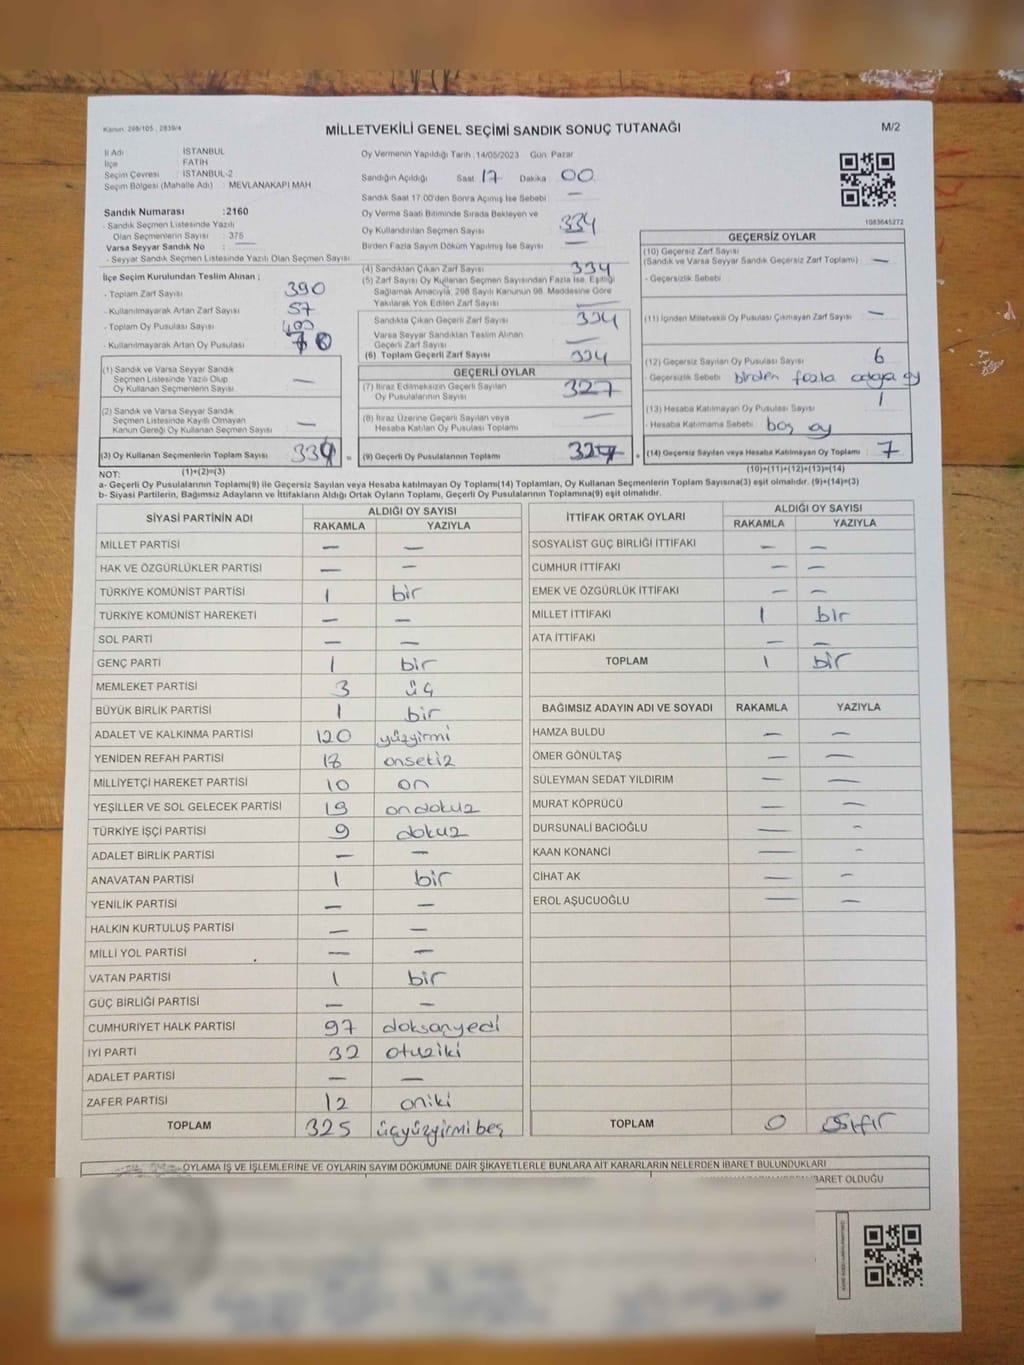 Kanun: 298/105 , 2839/4
MİLLETVEKİLİ GENEL SEÇİMİ SANDIK SONUÇ TUTANAĞI
M/2
İl Adı : İSTANBUL
İlçe : FATİH
Seçim Çevresi : İSTANBUL-2
Seçim Bölgesi (Mahalle Adı) : MEVLANAKAPI MAH
Sandık Numarası :2160
- Sandık Seçmen Listesinde Yazılı
Olan Seçmenlerin Sayısı : 375
Varsa Seyyar Sandık No : —
- Seyyar Sandık Seçmen Listesinde Yazılı Olan Seçmen Sayısı :
İlçe Seçim Kurulundan Teslim Alınan ;
- Toplam Zarf Sayısı : 390
- Kullanılmayarak Artan Zarf Sayısı : 57
- Toplam Oy Pusulası Sayısı :
- Kullanılmayarak Artan Oy Pusulası :
(1) Sandık ve Varsa Seyyar Sandık
Seçmen Listesinde Yazılı Olup
Oy Kullanan Seçmenlerin Sayısı : —
(2) Sandık ve Varsa Seyyar Sandık
Seçmen Listesinde Kayıtlı Olmayan
Kanun Gereği Oy Kullanan Seçmen Sayısı : —
(3) Oy Kullanan Seçmenlerin Toplam Sayısı : 334
(1)+(2)=(3)
Oy Vermenin Yapıldığı Tarih :14/05/2023 Gün Pazar
Sandığın Açıldığı Saat 17 Dakika 00
Sandık Saat 17.00'den Sonra Açılmış İse Sebebi : —
Oy Verme Saati Bitiminde Sırada Bekleyen ve
Oy Kullandırılan Seçmen Sayısı : 334
Birden Fazla Sayım Döküm Yapılmış İse Sayısı : —
(4) Sandıktan Çıkan Zarf Sayısı : 334
(5) Zarf Sayısı Oy Kullanan Seçmen Sayısından Fazla İse, Eşitliği
Sağlamak Amacıyla, 298 Sayılı Kanunun 98. Maddesine Göre
Yakılarak Yok Edilen Zarf Sayısı : —
Sandıkta Çıkan Geçerli Zarf Sayısı : 334
Varsa Seyyar Sandıktan Teslim Alınan
Geçerli Zarf Sayısı : —
(6) Toplam Geçerli Zarf Sayısı : 334
GEÇERLİ OYLAR
(7) İtiraz Edilmeksizin Geçerli Sayılan
Oy Pusulalarının Sayısı : 327
(8) İtiraz Üzerine Geçerli Sayılan veya
Hesaba Katılan Oy Pusulası Toplamı : —
(9) Geçerli Oy Pusulalarının Toplamı : 327
1083645272
GEÇERSİZ OYLAR
(10) Geçersiz Zarf Sayısı
(Sandık ve Varsa Seyyar Sandık Geçersiz Zarf Toplamı) : —
- Geçersizlik Sebebi :
(11) İçinden Milletvekili Oy Pusulası Çıkmayan Zarf Sayısı : —
(12) Geçersiz Sayılan Oy Pusulası Sayısı : 6
- Geçersizlik Sebebi : birden fazla adaya oy
(13) Hesaba Katılmayan Oy Pusulası Sayısı : 1
- Hesaba Katılmama Sebebi : boş oy
(14) Geçersiz Sayılan veya Hesaba Katılmayan Oy Toplamı : 7
(10)+(11)+(12)+(13)=(14)
NOT:
a- Geçerli Oy Pusulalarının Toplamı(9) ile Geçersiz Sayılan veya Hesaba katılmayan Oy Toplamı(14) Toplamları, Oy Kullanan Seçmenlerin Toplam Sayısına(3) eşit olmalıdır. (9)+(14)=(3)
b- Siyasi Partilerin, Bağımsız Adayların ve İttifakların Aldığı Ortak Oyların Toplamı, Geçerli Oy Pusulalarının Toplamına(9) eşit olmalıdır.
SİYASİ PARTİNİN ADI ALDIĞI OY SAYISI
RAKAMLA YAZIYLA
MİLLET PARTİSİ — —
HAK VE ÖZGÜRLÜKLER PARTİSİ — —
TÜRKİYE KOMÜNİST PARTİSİ 1 bir
TÜRKİYE KOMÜNİST HAREKETİ — —
SOL PARTİ — —
GENÇ PARTİ 1 bir
MEMLEKET PARTİSİ 3 üç
BÜYÜK BİRLİK PARTİSİ 1 bir
ADALET VE KALKINMA PARTİSİ 120 yüzyirmi
YENİDEN REFAH PARTİSİ 18 onsekiz
MİLLİYETÇİ HAREKET PARTİSİ 10 on
YEŞİLLER VE SOL GELECEK PARTİSİ 19 ondokuz
TÜRKİYE İŞÇİ PARTİSİ 9 dokuz
ADALET BİRLİK PARTİSİ — —
ANAVATAN PARTİSİ 1 bir
YENİLİK PARTİSİ — —
HALKIN KURTULUŞ PARTİSİ — —
MİLLİ YOL PARTİSİ — —
VATAN PARTİSİ 1 bir
GÜÇ BİRLİĞİ PARTİSİ — —
CUMHURİYET HALK PARTİSİ 97 doksanyedi
İYİ PARTİ 32 otuziki
ADALET PARTİSİ — —
ZAFER PARTİSİ 12 oniki
TOPLAM 325 üçyüzyirmibeş
İTTİFAK ORTAK OYLARI ALDIĞI OY SAYISI
RAKAMLA YAZIYLA
SOSYALİST GÜÇ BİRLİĞİ İTTİFAKI — —
CUMHUR İTTİFAKI — —
EMEK VE ÖZGÜRLÜK İTTİFAKI — —
MİLLET İTTİFAKI 1 bir
ATA İTTİFAKI — —
TOPLAM 1 bir
BAĞIMSIZ ADAYIN ADI VE SOYADI RAKAMLA YAZIYLA
HAMZA BULDU — —
ÖMER GÖNÜLTAŞ — —
SÜLEYMAN SEDAT YILDIRIM — —
MURAT KÖPRÜCÜ — —
DURSUNALİ BACIOĞLU — —
KAAN KONANCİ — —
CİHAT AK — —
EROL AŞUCUOĞLU — —
TOPLAM 0 sıfır
OYLAMA İŞ VE İŞLEMLERİNE VE OYLARIN SAYIM DÖKÜMÜNE DAİR ŞİKAYETLERLE BUNLARA AİT KARARLARIN NELERDEN İBARET BULUNDUKLARI
İBARET OLDUĞU